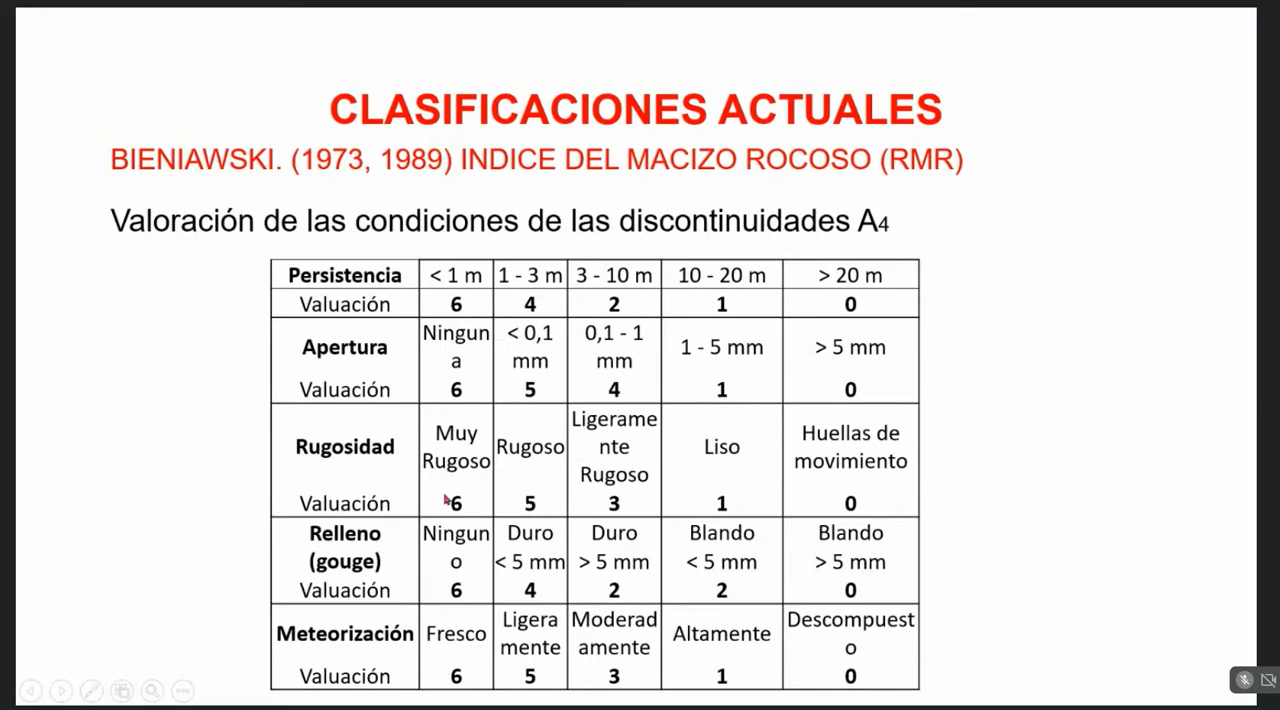 CLASIFICACIONES ACTUALES
BIENIAWSKI. (1973, 1989) INDICE DEL MACIZO ROCOSO (RMR)
Valoración de las condiciones de las discontinuidades A4
Persistencia < 1 m 1 - 3 m 3 - 10 m 10 - 20 m > 20 m
Valuación 6 4 2 1 0
Apertura Ninguna < 0,1 mm 0,1 - 1 mm 1 - 5 mm > 5 mm
Valuación 6 5 4 1 0
Rugosidad Muy Rugoso Rugoso Ligeramente Rugoso Liso Huellas de movimiento
Valuación 6 5 3 1 0
Relleno (gouge) Ninguno Duro < 5 mm Duro > 5 mm Blando < 5 mm Blando > 5 mm
Valuación 6 4 2 2 0
Meteorización Fresco Ligeramente Moderadamente Altamente Descompuesto
Valuación 6 5 3 1 0